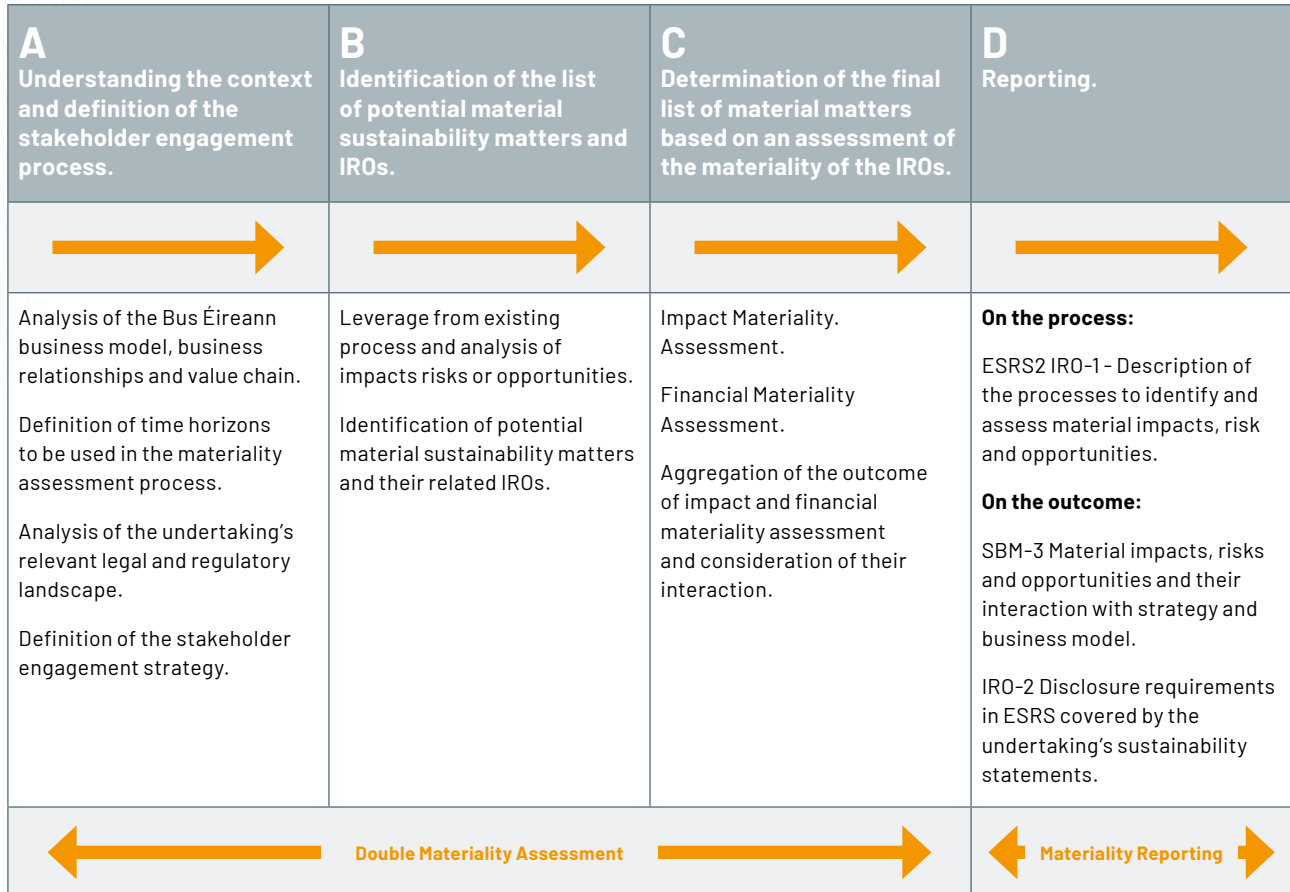 A
Understanding the context
and definition of the
stakeholder engagement
process.
B
Identification of the list
of potential material
sustainability matters and
IROs.
C
Determination of the final
list of material matters
based on an assessment of
the materiality of the IROs.
D
Reporting.
Analysis of the Bus Éireann
business model, business
relationships and value chain.
Definition of time horizons
to be used in the materiality
assessment process.
Analysis of the undertaking's
relevant legal and regulatory
landscape.
Definition of the stakeholder
engagement strategy.
Leverage from existing
process and analysis of
impacts risks or opportunities.
Identification of potential
material sustainability matters
and their related IROs.
Impact Materiality.
Assessment.
Financial Materiality
Assessment.
Aggregation of the outcome
of impact and financial
materiality assessment
and consideration of their
interaction.
On the process:
ESRS2 IRO-1 - Description of
the processes to identify and
assess material impacts, risk
and opportunities.
On the outcome:
SBM-3 Material impacts, risks
and opportunities and their
interaction with strategy and
business model.
IRO-2 Disclosure requirements
in ESRS covered by the
undertaking's sustainability
statements.
Double Materiality Assessment
Materiality Reporting